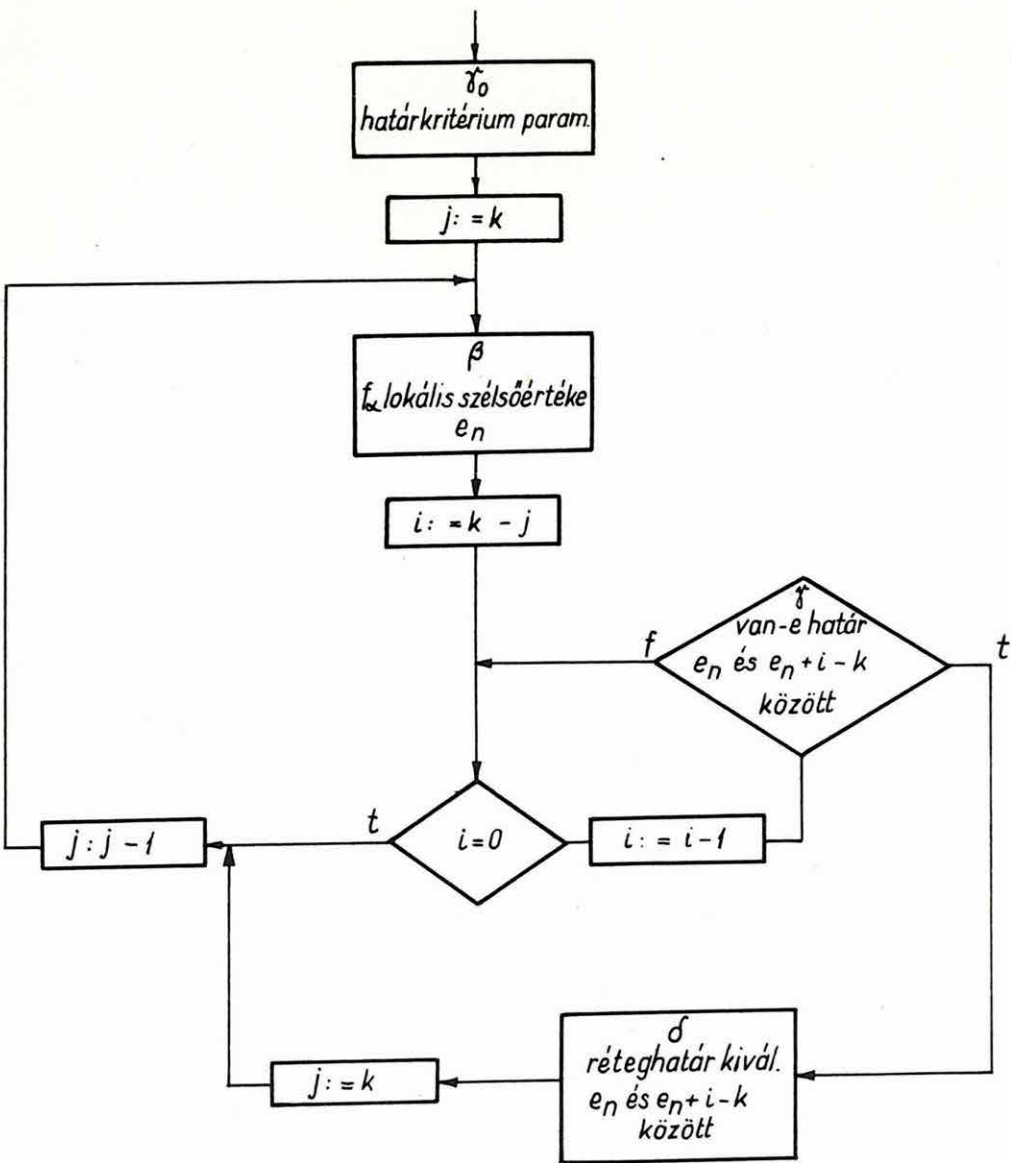 γ₀
határkritérium param.
j: = k
β
f_α lokális szélsőértéke
e_n
i: = k - j
γ
van-e határ
e_n és e_n + i - k
között
f
t
t
i=0
i: = i-1
j: j-1
δ
réteghatár kivál.
e_n és e_n + i - k
között
j: = k